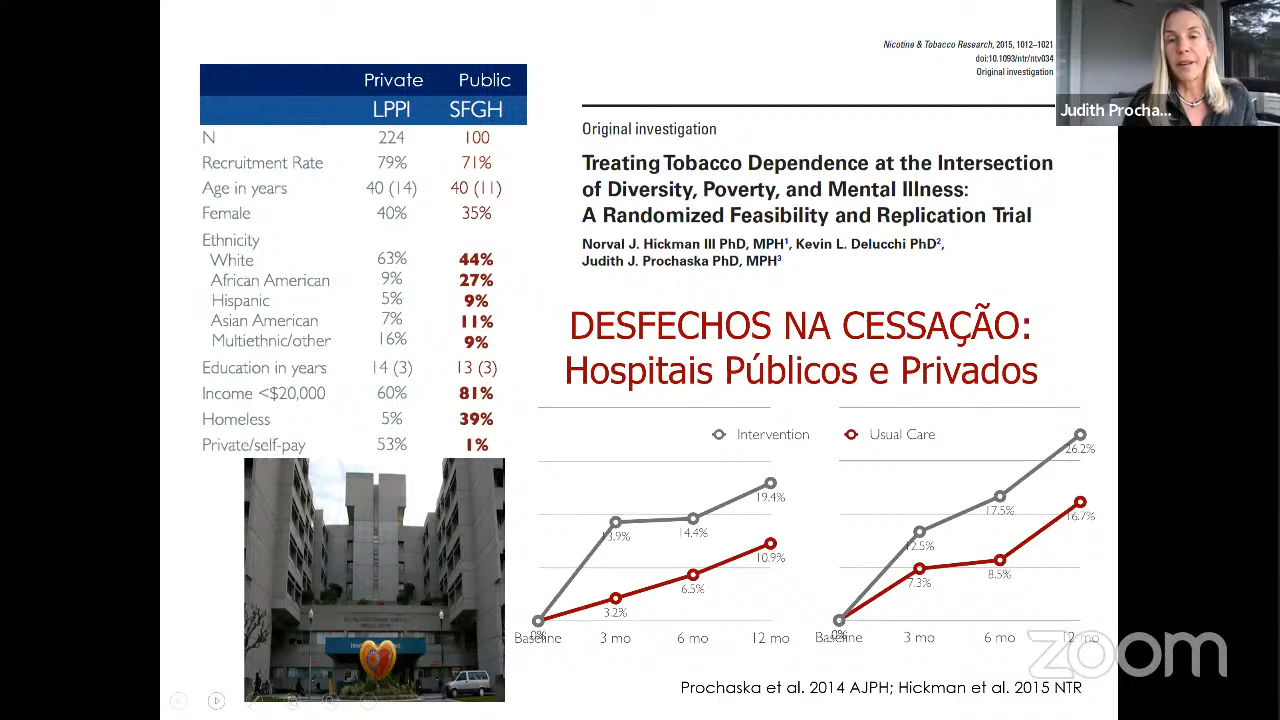 Private Public
LPPI SFGH
N 224 100
Recruitment Rate 79% 71%
Age in years 40 (14) 40 (11)
Female 40% 35%
Ethnicity
White 63% 44%
African American 9% 27%
Hispanic 5% 9%
Asian American 7% 11%
Multiethnic/other 16% 9%
Education in years 14 (3) 13 (3)
Income <$20,000 60% 81%
Homeless 5% 39%
Private/self-pay 53% 1%
Nicotine & Tobacco Research, 2015, 1012–1021
doi:10.1093/ntr/ntv034
Original investigation
Judith Procha...
Original investigation
Treating Tobacco Dependence at the Intersection
of Diversity, Poverty, and Mental Illness:
A Randomized Feasibility and Replication Trial
Norval J. Hickman III PhD, MPH¹, Kevin L. Delucchi PhD²,
Judith J. Prochaska PhD, MPH³
DESFECHOS NA CESSAÇÃO:
Hospitais Públicos e Privados
Intervention Usual Care
19.4%
13.9% 14.4%
10.9%
6.5%
3.2%
0%
Baseline 3 mo 6 mo 12 mo
26.2%
17.5% 16.7%
12.5%
7.3% 8.5%
0%
Baseline 3 mo 6 mo 12 mo
zoom
Prochaska et al. 2014 AJPH; Hickman et al. 2015 NTR